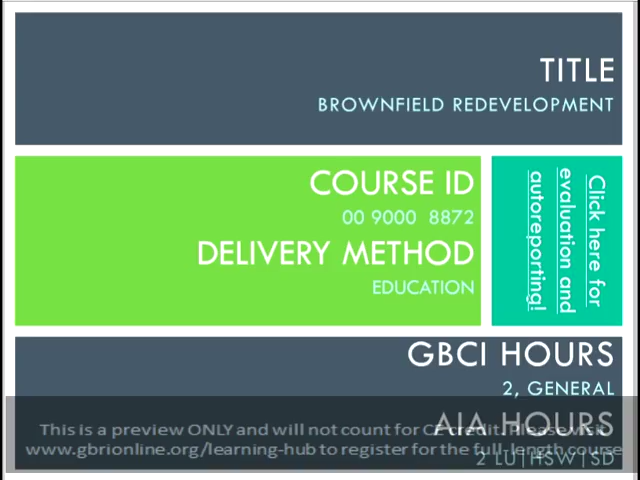 TITLE
BROWNFIELD REDEVELOPMENT
COURSE ID
00 9000 8872
DELIVERY METHOD
EDUCATION
Click here for
evaluation and
autoreporting!
GBCI HOURS
2, GENERAL
AIA HOURS
2 LU|HSW|SD
This is a preview ONLY and will not count for CE credit. Please visit
www.gbrionline.org/learning-hub to register for the full-length course